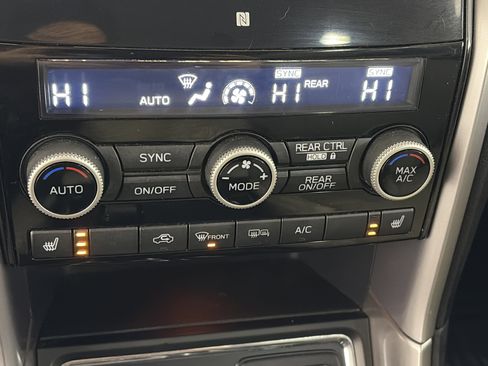 HI AUTO SYNC HI REAR SYNC HI
AUTO
SYNC
ON/OFF
- +
MODE
REAR CTRL
HOLD
REAR
ON/OFF
MAX
A/C
FRONT
A/C